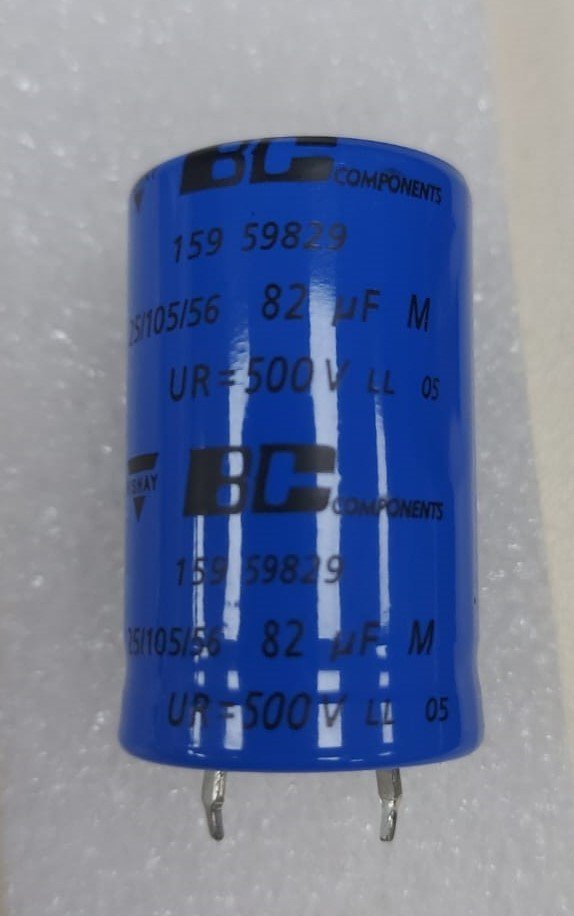 BC COMPONENTS
159 59829
25/105/56 82 µF M
UR = 500 V LL 05
VISHAY BC COMPONENTS
159 59829
25/105/56 82 µF M
UR = 500 V LL 05